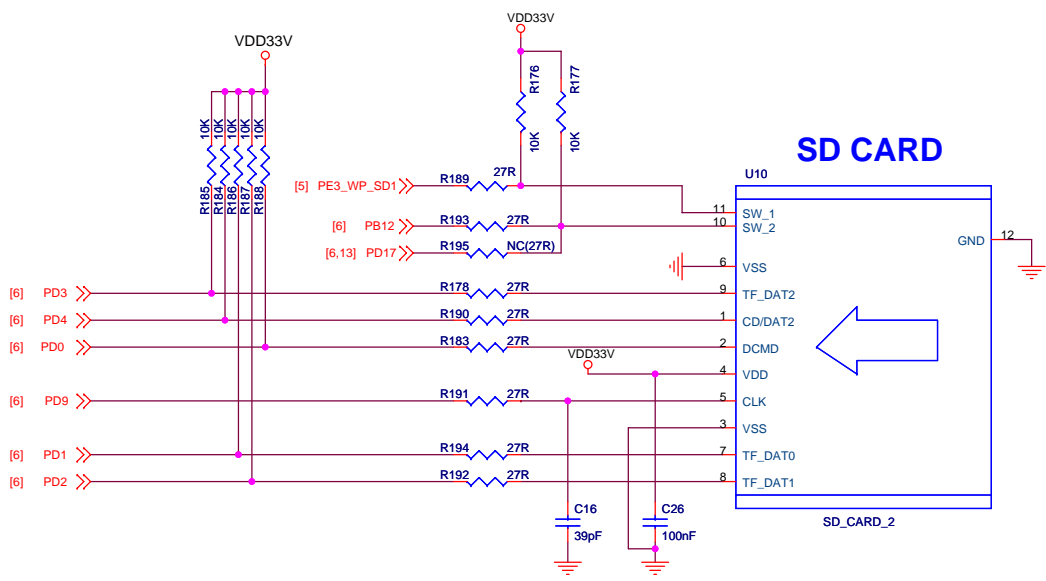 VDD33V
VDD33V
R176
R177
10K
10K
10K
10K
10K
10K
10K
R185
R184
R186
R187
R188
SD CARD
U10
[5] PE3_WP_SD1
R189
27R
11
SW_1
[6] PB12
R193
27R
10
SW_2
[6,13] PD17
R195
NC(27R)
GND
12
6
VSS
[6] PD3
R178
27R
9
TF_DAT2
[6] PD4
R190
27R
1
CD/DAT2
[6] PD0
R183
27R
2
DCMD
VDD33V
4
VDD
[6] PD9
R191
27R
5
CLK
3
VSS
[6] PD1
R194
27R
7
TF_DAT0
[6] PD2
R192
27R
8
TF_DAT1
C16
39pF
C26
100nF
SD_CARD_2